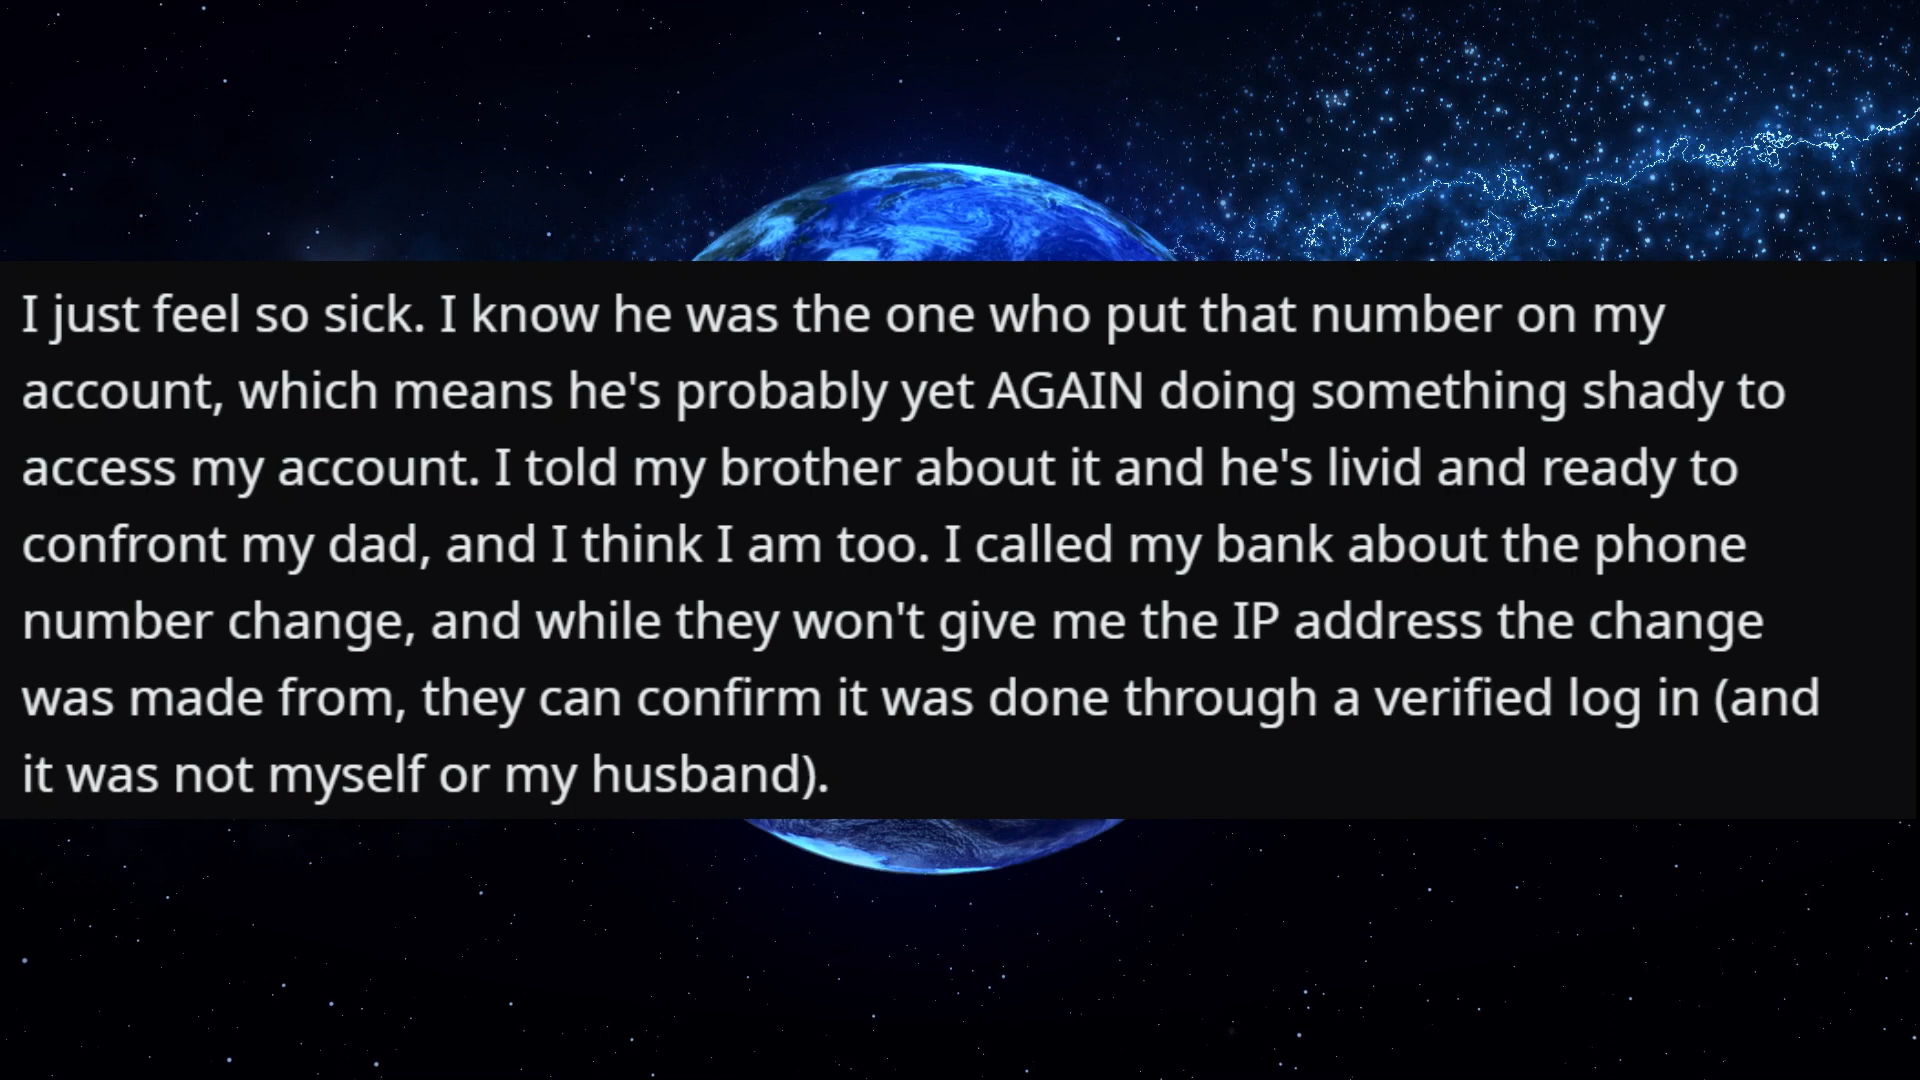 I just feel so sick. I know he was the one who put that number on my
account, which means he's probably yet AGAIN doing something shady to
access my account. I told my brother about it and he's livid and ready to
confront my dad, and I think I am too. I called my bank about the phone
number change, and while they won't give me the IP address the change
was made from, they can confirm it was done through a verified log in (and
it was not myself or my husband).